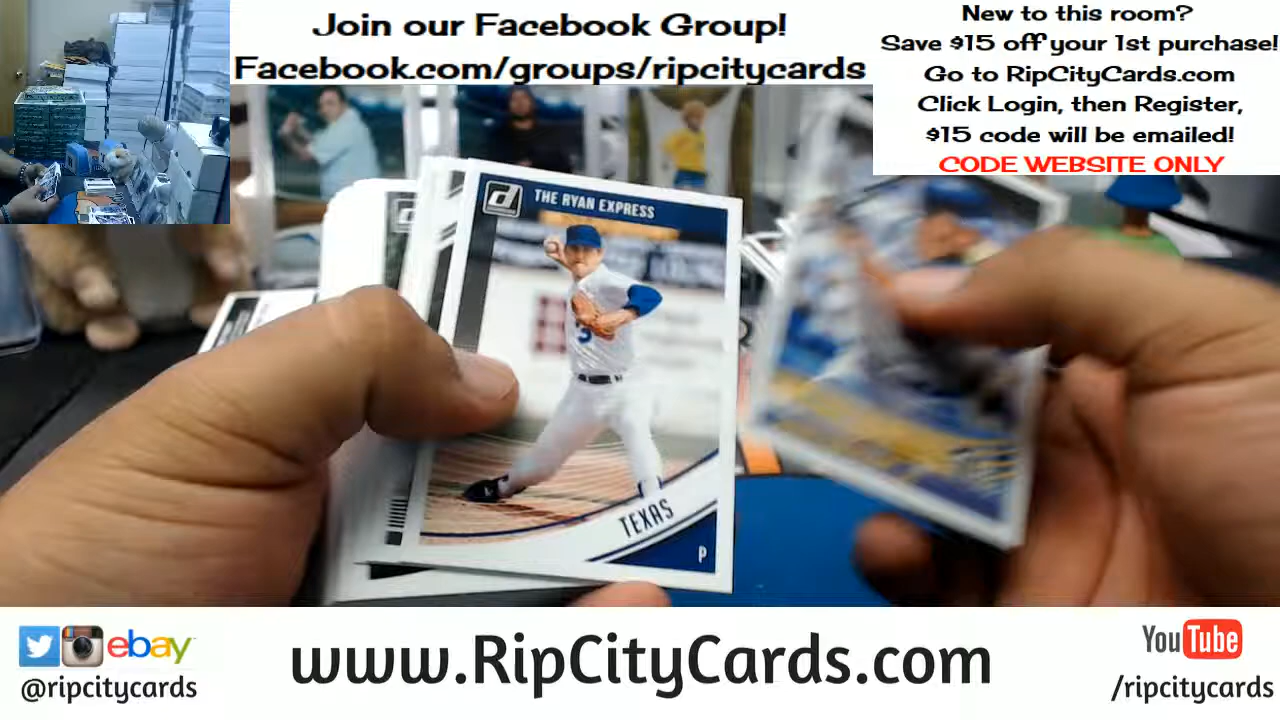 Join our Facebook Group!
Facebook.com/groups/ripcitycards
New to this room?
Save $15 off your 1st purchase!
Go to RipCityCards.com
Click Login, then Register,
$15 code will be emailed!
CODE WEBSITE ONLY
d
THE RYAN EXPRESS
TEXAS
P
ebay
@ripcitycards
www.RipCityCards.com
YouTube
/ripcitycards